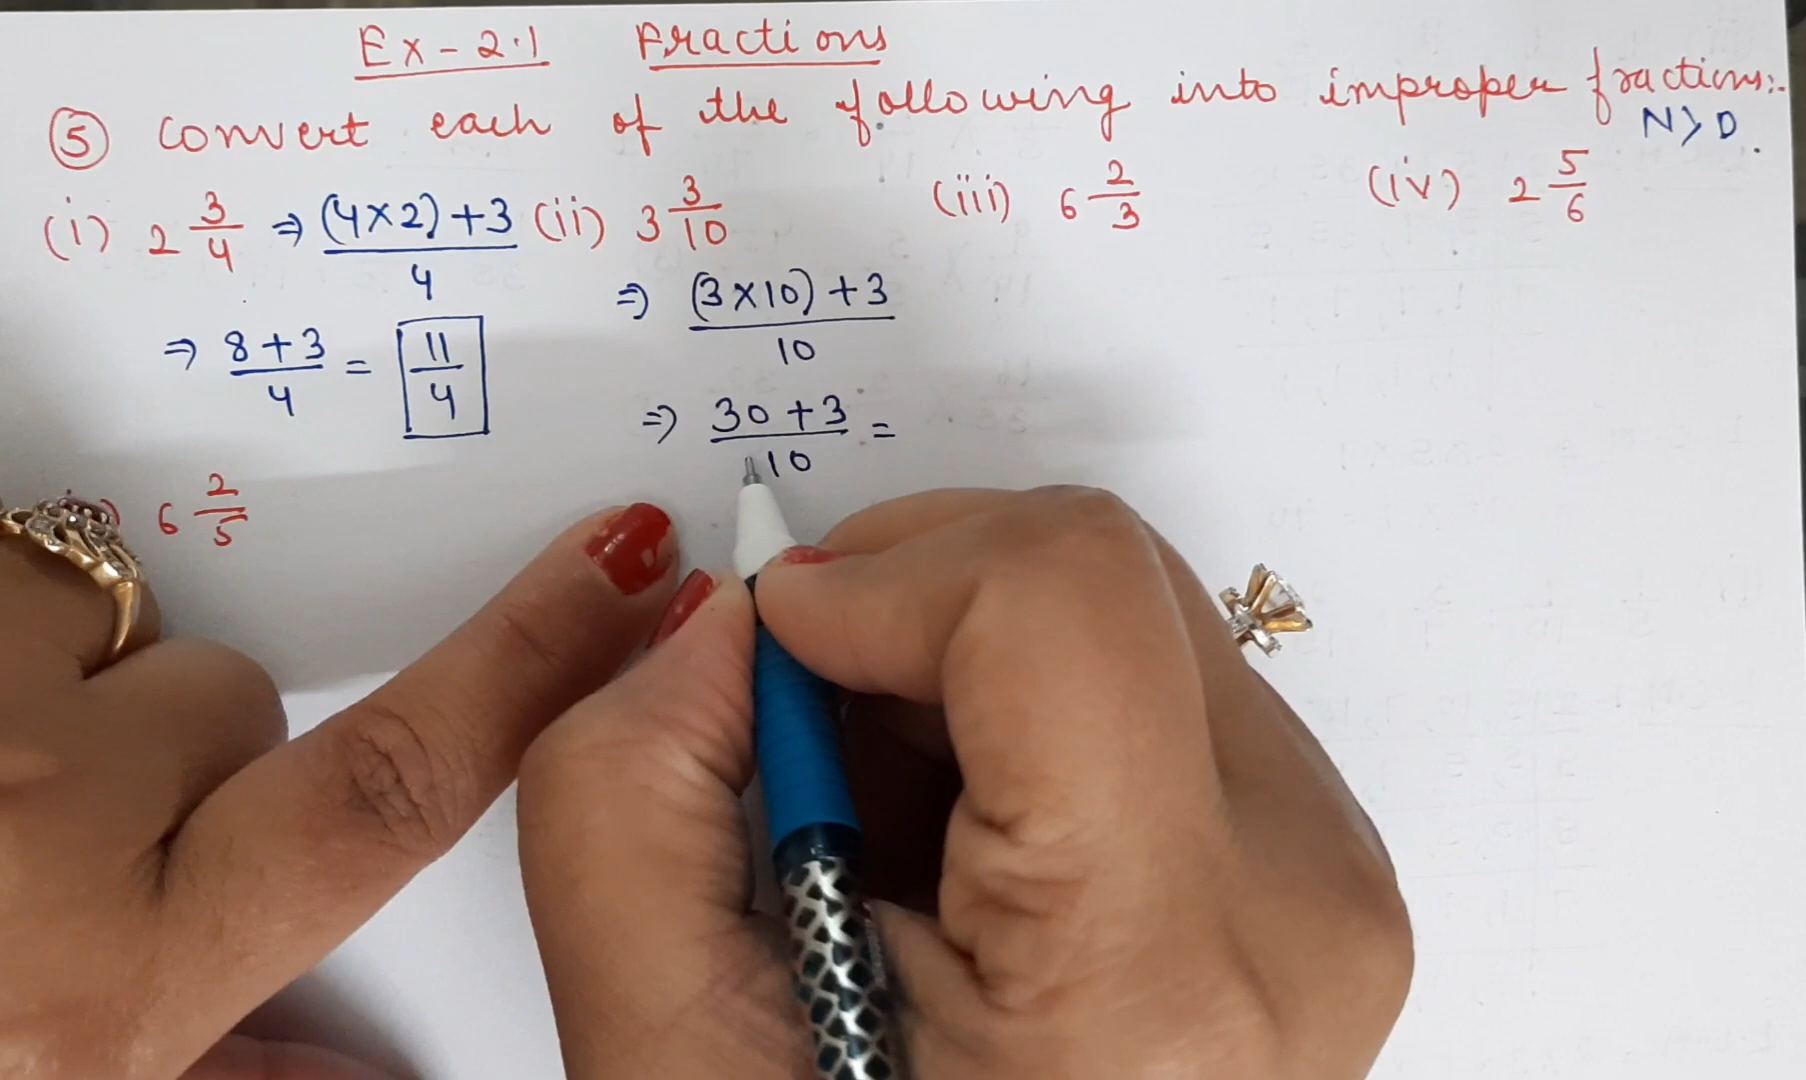 Ex-2.1 Fractions
(5) Convert each of the following into improper fractions:-
N>D.
(i) 2 3/4 ⇒ (4×2)+3 / 4 (ii) 3 3/10 (iii) 6 2/3 (iv) 2 5/6
⇒ (3×10)+3 / 10
⇒ 8+3 / 4 = 11/4
⇒ 30+3 / 10 =
6 2/5